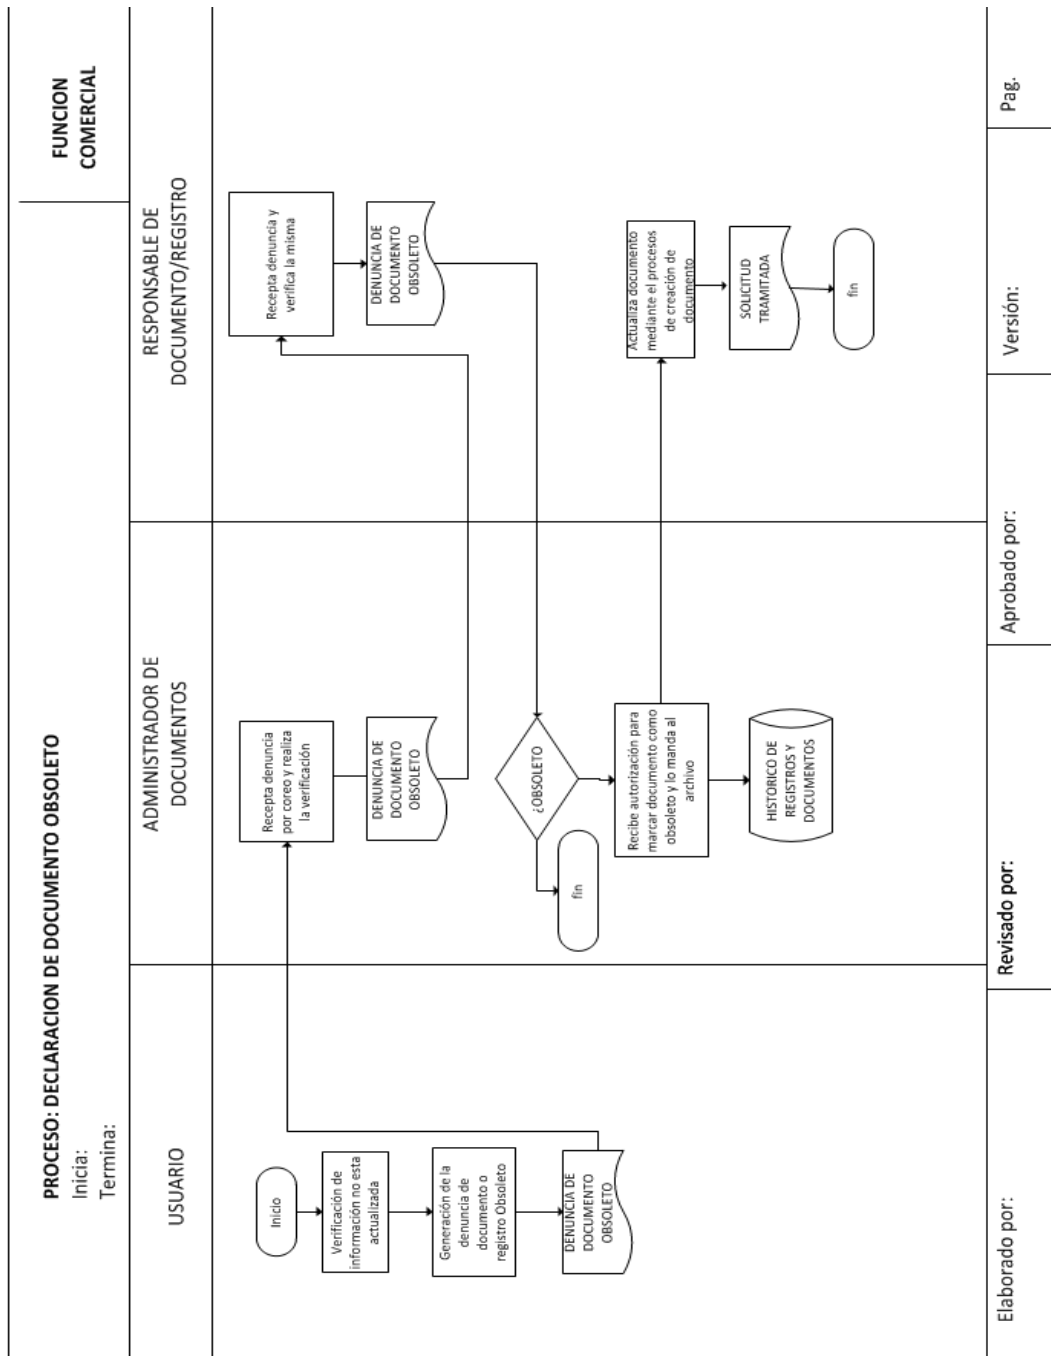 PROCESO: DECLARACION DE DOCUMENTO OBSOLETO
Inicia:
Termina:
FUNCION
COMERCIAL
USUARIO
ADMINISTRADOR DE
DOCUMENTOS
RESPONSABLE DE
DOCUMENTO/REGISTRO
Inicio
Verificación de
información no esta
actualizada
Generación de la
denuncia de
documento o
registro Obsoleto
DENUNCIA DE
DOCUMENTO
OBSOLETO
Recepta denuncia
por coreo y realiza
la verificación
DENUNCIA DE
DOCUMENTO
OBSOLETO
Recepta denuncia y
verifica la misma
DENUNCIA DE
DOCUMENTO
OBSOLETO
¿OBSOLETO
fin
Recibe autorización para
marcar documento como
obsoleto y lo manda al
archivo
HISTORICO DE
REGISTROS Y
DOCUMENTOS
Actualiza documento
mediante el procesos
de creación de
documento
SOLICITUD
TRAMITADA
fin
Elaborado por:
Revisado por:
Aprobado por:
Versión:
Pag.